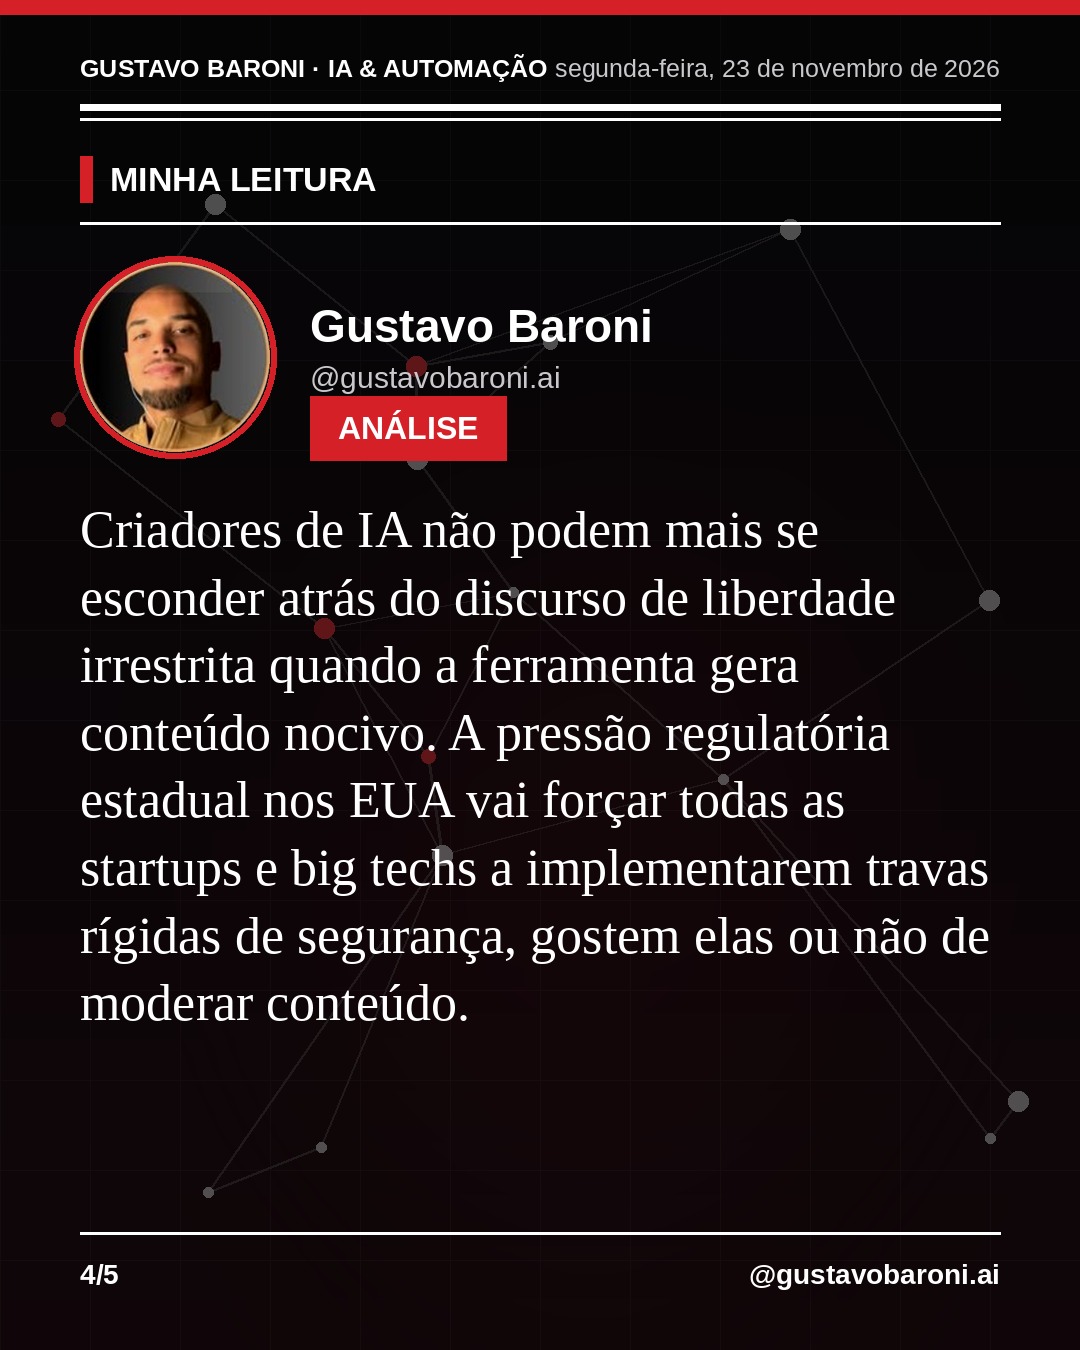 GUSTAVO BARONI · IA & AUTOMAÇÃO segunda-feira, 23 de novembro de 2026
MINHA LEITURA
Gustavo Baroni
@gustavobaroni.ai
ANÁLISE
Criadores de IA não podem mais se
esconder atrás do discurso de liberdade
irrestrita quando a ferramenta gera
conteúdo nocivo. A pressão regulatória
estadual nos EUA vai forçar todas as
startups e big techs a implementarem travas
rígidas de segurança, gostem elas ou não de
moderar conteúdo.
4/5
@gustavobaroni.ai